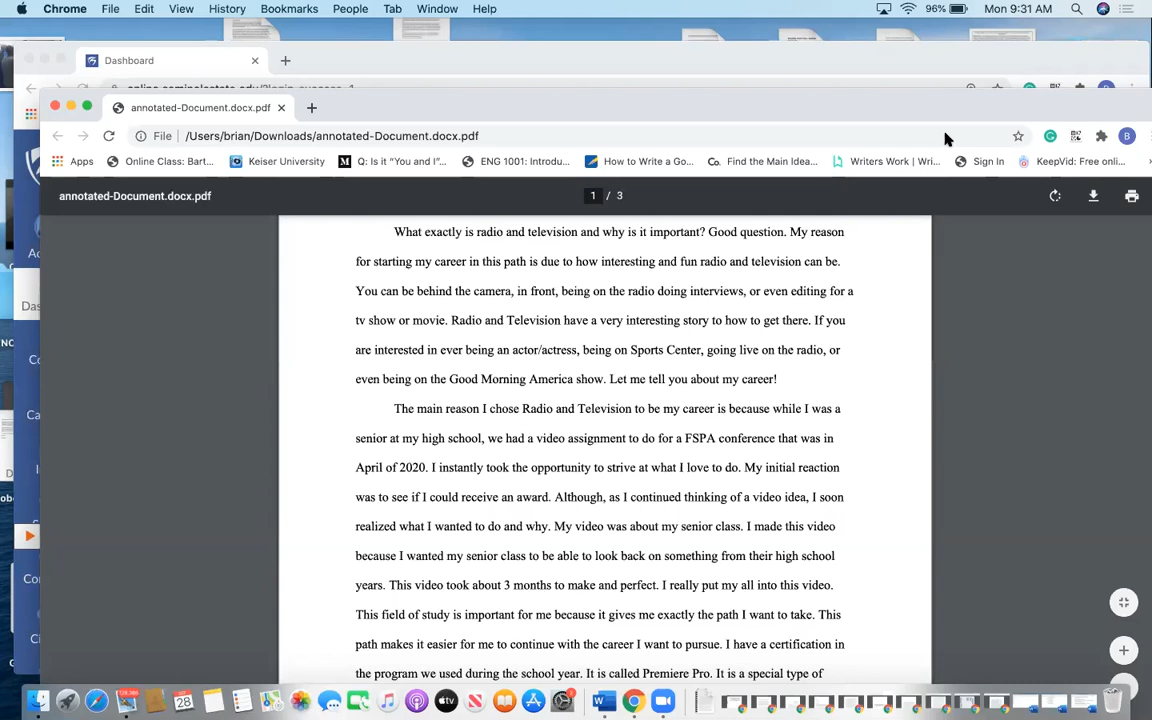 Chrome File Edit View History Bookmarks People Tab Window Help 96% Mon 9:31 AM
Dashboard
annotated-Document.docx.pdf
File /Users/brian/Downloads/annotated-Document.docx.pdf B
Apps Online Class: Bart... Keiser University Q: Is it "You and I"... ENG 1001: Introdu... How to Write a Go... Find the Main Idea... Writers Work | Wri... Sign In KeepVid: Free onli...
annotated-Document.docx.pdf 1 / 3
What exactly is radio and television and why is it important? Good question. My reason
for starting my career in this path is due to how interesting and fun radio and television can be.
You can be behind the camera, in front, being on the radio doing interviews, or even editing for a
tv show or movie. Radio and Television have a very interesting story to how to get there. If you
are interested in ever being an actor/actress, being on Sports Center, going live on the radio, or
even being on the Good Morning America show. Let me tell you about my career!
The main reason I chose Radio and Television to be my career is because while I was a
senior at my high school, we had a video assignment to do for a FSPA conference that was in
April of 2020. I instantly took the opportunity to strive at what I love to do. My initial reaction
was to see if I could receive an award. Although, as I continued thinking of a video idea, I soon
realized what I wanted to do and why. My video was about my senior class. I made this video
because I wanted my senior class to be able to look back on something from their high school
years. This video took about 3 months to make and perfect. I really put my all into this video.
This field of study is important for me because it gives me exactly the path I want to take. This
path makes it easier for me to continue with the career I want to pursue. I have a certification in
the program we used during the school year. It is called Premiere Pro. It is a special type of